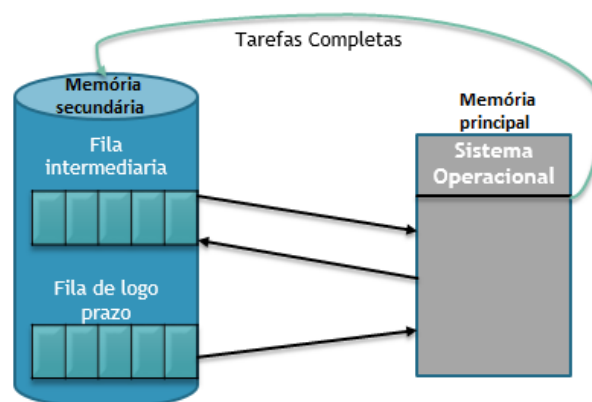 Tarefas Completas
Memória
secundária
Fila
intermediaria
Fila de logo
prazo
Memória
principal
Sistema
Operacional